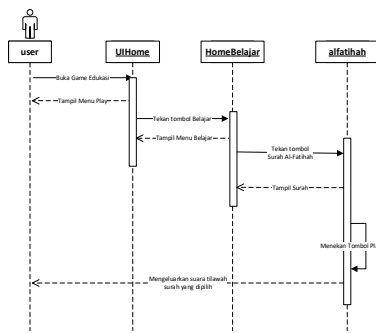 user
UIHome
HomeBelajar
alfatihah
Buka Game Edukasi
Tampil Menu Play
Tekan tombol Belajar
Tampil Menu Belajar
Tekan tombol
Surah Al-Fatihah
Tampil Surah
Menekan Tombol Pl
Mengeluarkan suara tilawah
surah yang dipilih